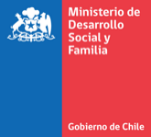 Ministerio de
Desarrollo
Social y
Familia
Gobierno de Chile